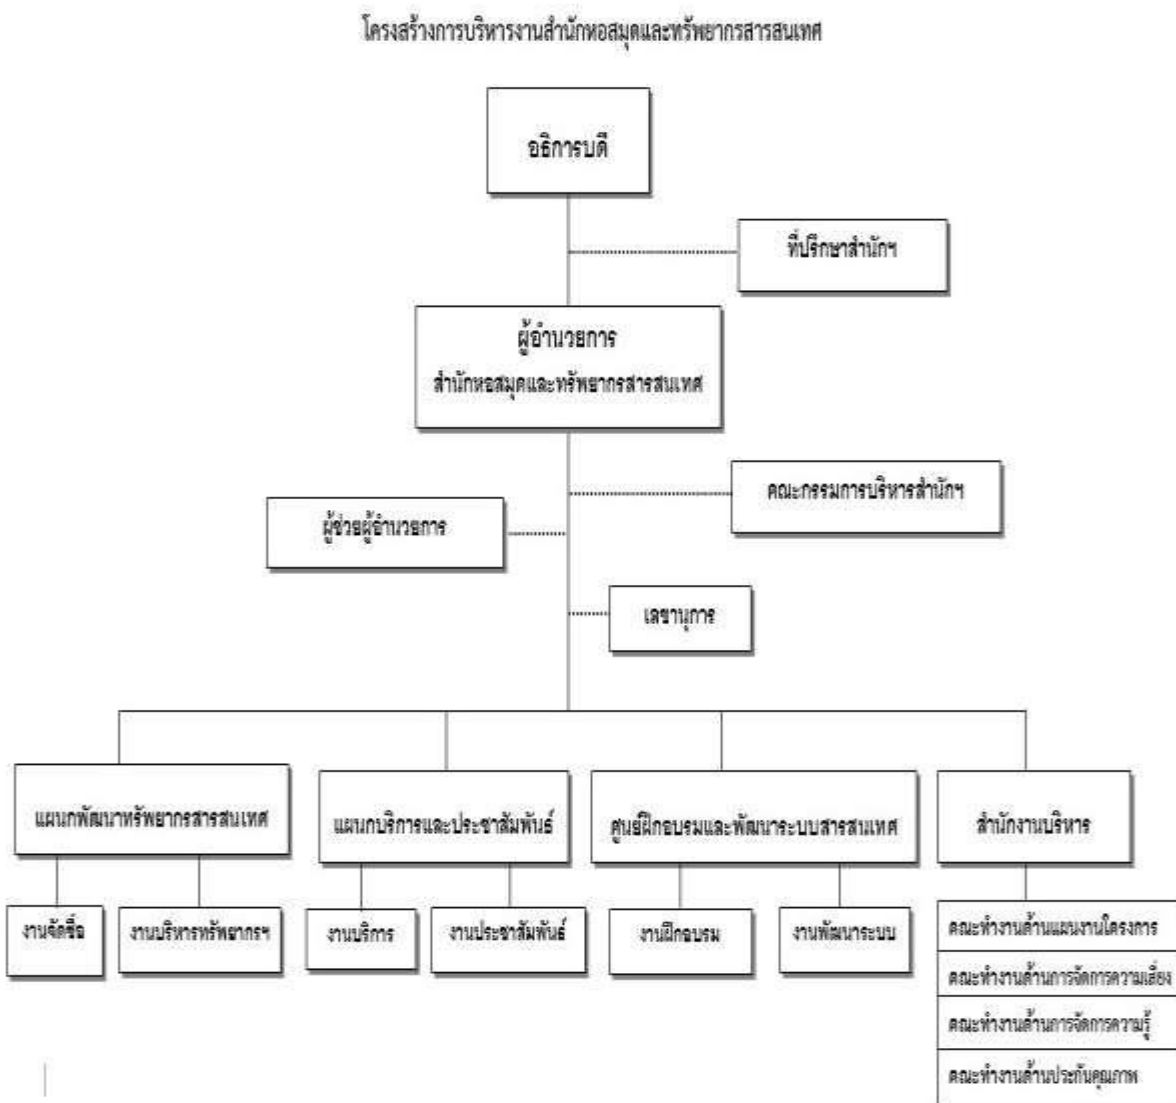 โครงสร้างการบริหารงานสำนักหอสมุดและทรัพยากรสารสนเทศ
อธิการบดี
ที่ปรึกษาสำนักฯ
ผู้อำนวยการ
สำนักหอสมุดและทรัพยากรสารสนเทศ
คณะกรรมการบริหารสำนักฯ
ผู้ช่วยผู้อำนวยการ
เลขานุการ
แผนกพัฒนาทรัพยากรสารสนเทศ
แผนกบริการและประชาสัมพันธ์
ศูนย์ฝึกอบรมและพัฒนาระบบสารสนเทศ
สำนักงานบริหาร
งานจัดซื้อ
งานบริหารทรัพยากรฯ
งานบริการ
งานประชาสัมพันธ์
งานฝึกอบรม
งานพัฒนาระบบ
คณะทำงานด้านแผนงานโครงการ
คณะทำงานด้านการจัดการความเสี่ยง
คณะทำงานด้านการจัดการความรู้
คณะทำงานด้านประกันคุณภาพ